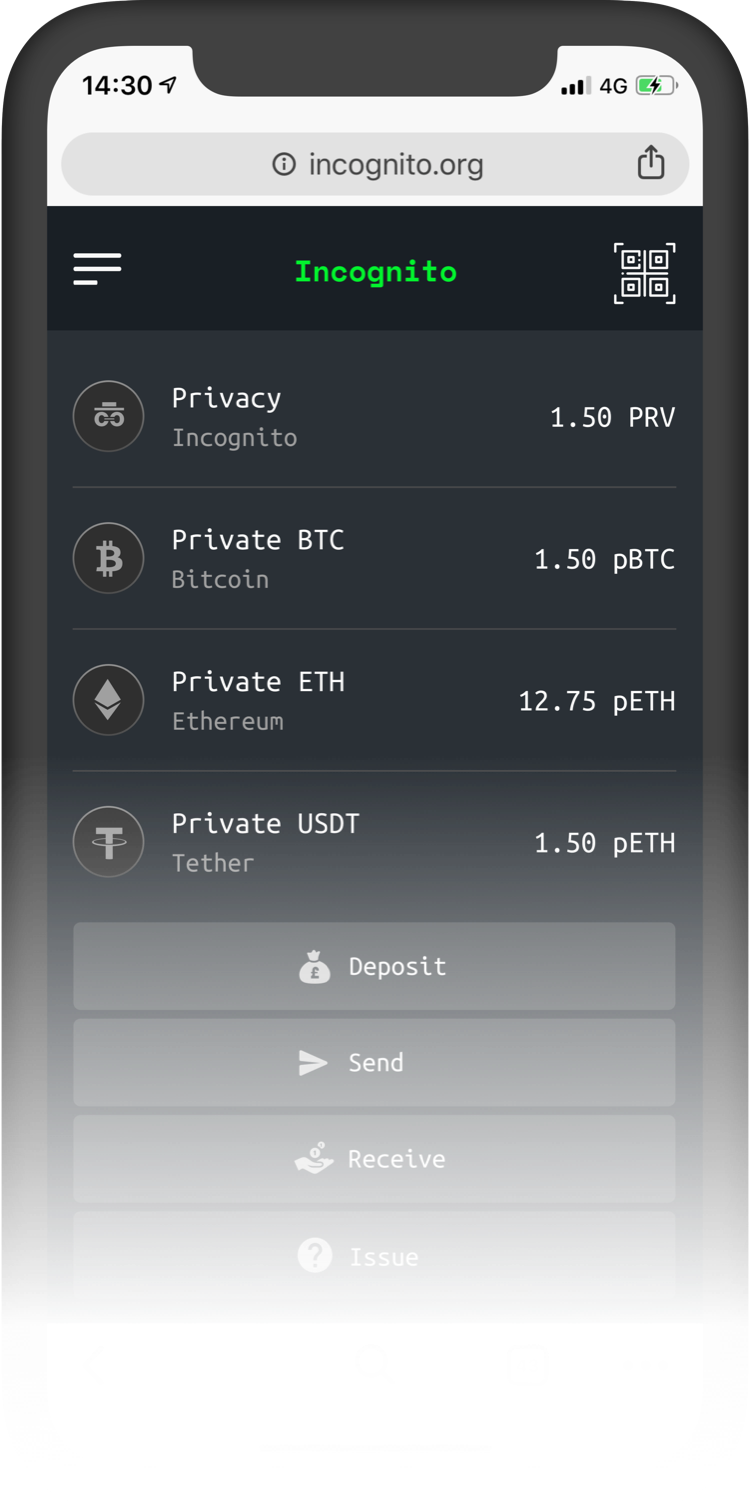 14:30 4G
incognito.org
Incognito
Privacy
Incognito
1.50 PRV
Private BTC
Bitcoin
1.50 pBTC
Private ETH
Ethereum
12.75 pETH
Private USDT
Tether
1.50 pETH
£ Deposit
Send
Receive
? Issue